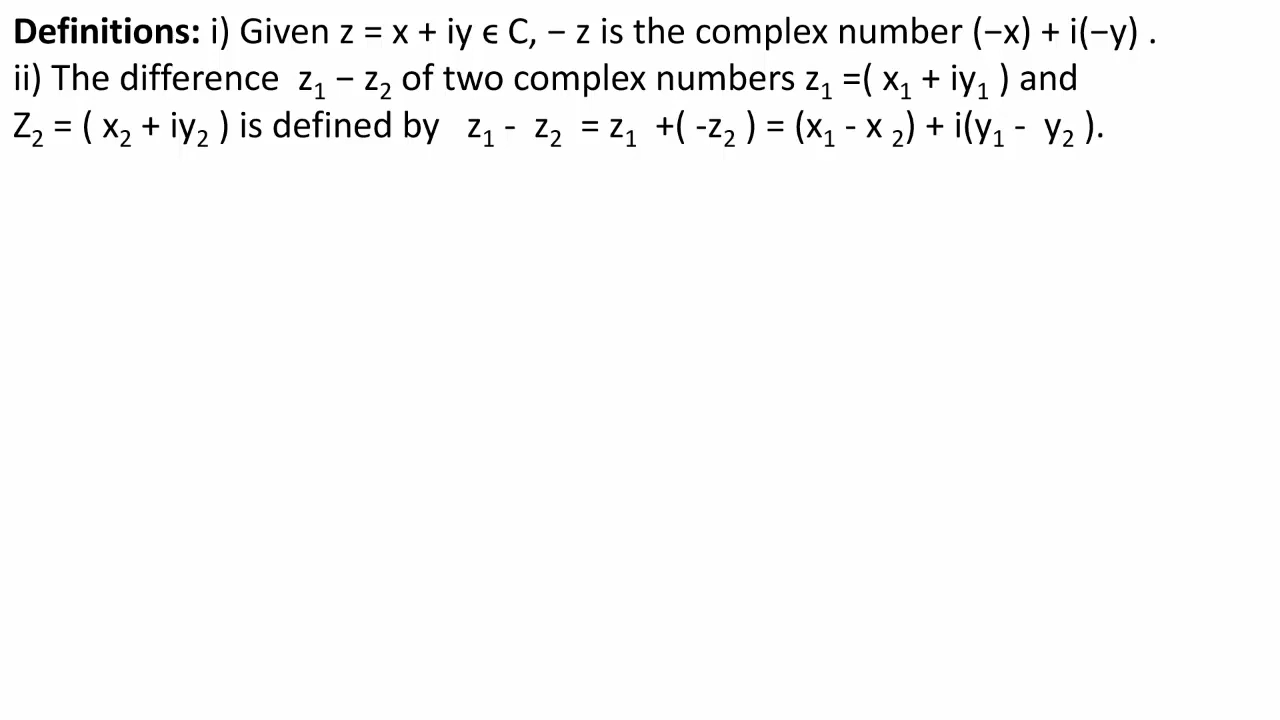 Definitions: i) Given z = x + iy ϵ C, − z is the complex number (−x) + i(−y) .
ii) The difference z₁ − z₂ of two complex numbers z₁ =( x₁ + iy₁ ) and
Z₂ = ( x₂ + iy₂ ) is defined by z₁ - z₂ = z₁ +( -z₂ ) = (x₁ - x ₂) + i(y₁ - y₂ ).